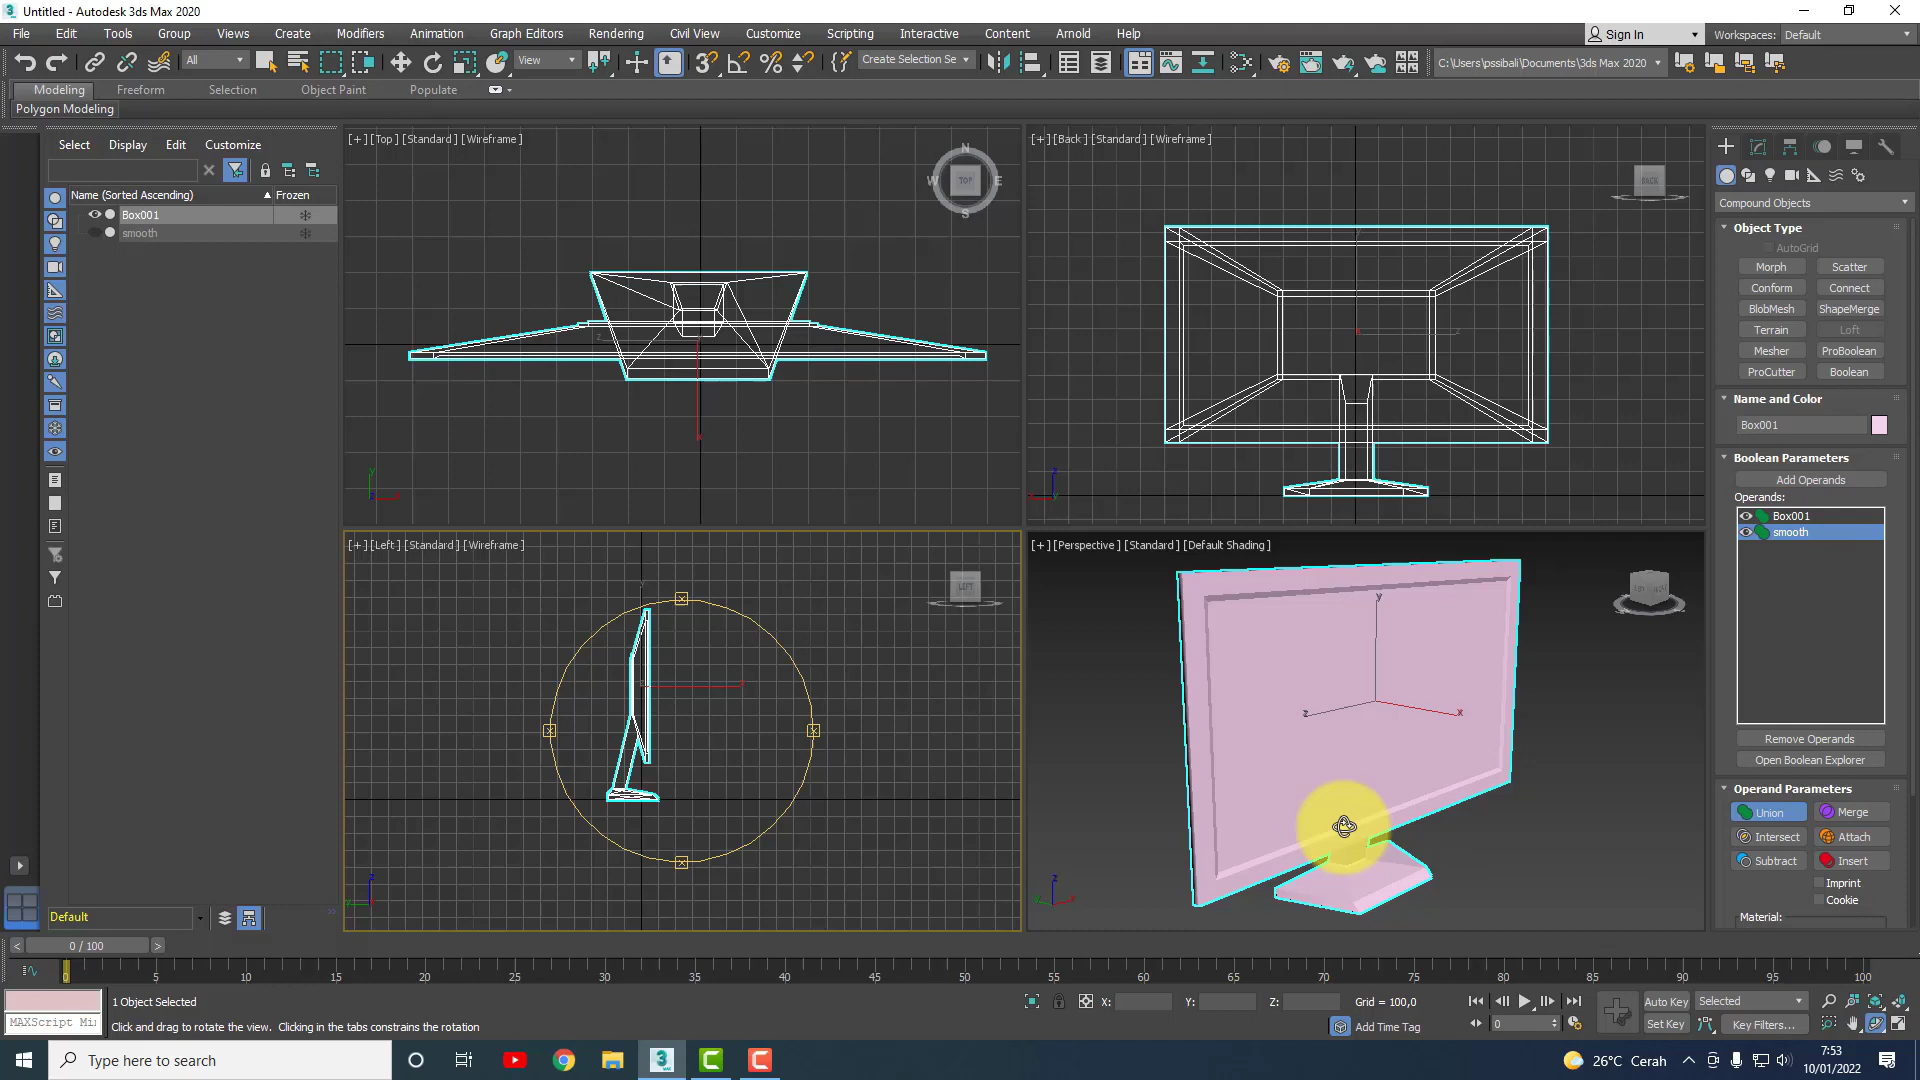 Untitled - Autodesk 3ds Max 2020
File Edit Tools Group Views Create Modifiers Animation Graph Editors Rendering Civil View Customize Scripting Interactive Content Arnold Help Sign In Workspaces: Default
All View Create Selection Se C:\Users\pssibali\Documents\3ds Max 2020
Modeling Freeform Selection Object Paint Populate
Polygon Modeling
Select Display Edit Customize
Name (Sorted Ascending) Frozen
Box001
smooth
[+] [Top] [Standard] [Wireframe]
N
W TOP E
S
[+] [Back] [Standard] [Wireframe]
BACK
[+] [Left] [Standard] [Wireframe]
LEFT
[+] [Perspective] [Standard] [Default Shading]
Compound Objects
Object Type
AutoGrid
Morph Scatter
Conform Connect
BlobMesh ShapeMerge
Terrain Loft
Mesher ProBoolean
ProCutter Boolean
Name and Color
Box001
Boolean Parameters
Add Operands
Operands:
Box001
smooth
Remove Operands
Open Boolean Explorer
Operand Parameters
Union Merge
Intersect Attach
Subtract Insert
Imprint
Cookie
Material:
Default
< 0 / 100 >
0 5 10 15 20 25 30 35 40 45 50 55 60 65 70 75 80 85 90 95 100
1 Object Selected X: Y: Z: Grid = 100,0 Auto Key Selected
MAXScript Mi Click and drag to rotate the view. Clicking in the tabs constrains the rotation Add Time Tag 0 Set Key Key Filters...
Type here to search 26°C Cerah 7:53
10/01/2022